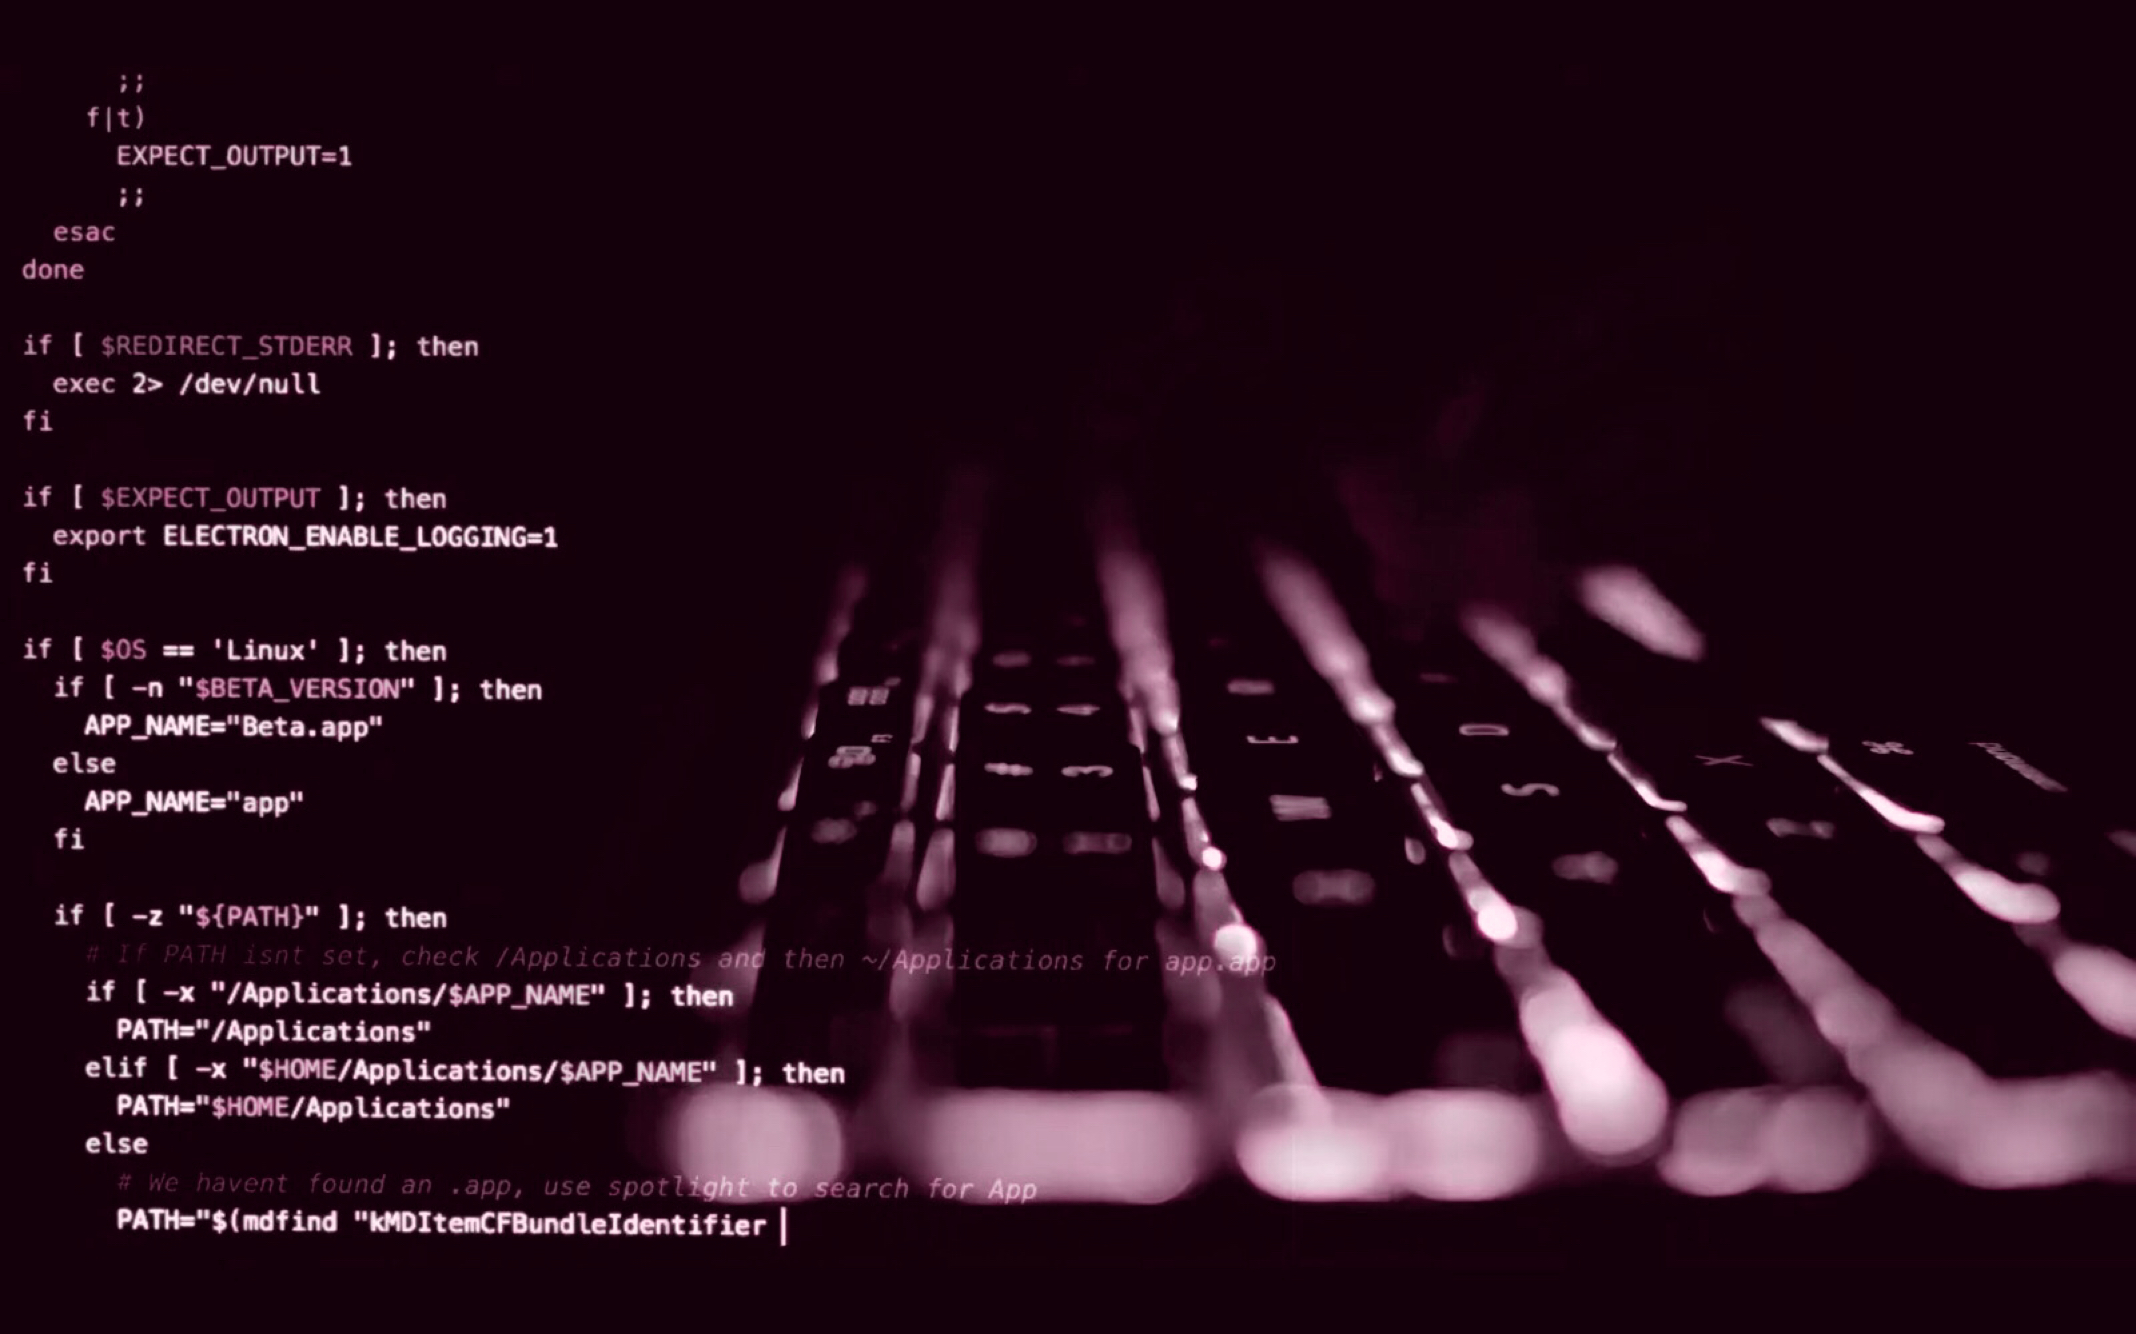 ;;
f|t)
EXPECT_OUTPUT=1
;;
esac
done
if [ $REDIRECT_STDERR ]; then
exec 2> /dev/null
fi
if [ $EXPECT_OUTPUT ]; then
export ELECTRON_ENABLE_LOGGING=1
fi
if [ $OS == 'Linux' ]; then
if [ -n "$BETA_VERSION" ]; then
APP_NAME="Beta.app"
else
APP_NAME="app"
fi
if [ -z "${PATH}" ]; then
# If PATH isnt set, check /Applications and then ~/Applications for app.app
if [ -x "/Applications/$APP_NAME" ]; then
PATH="/Applications"
elif [ -x "$HOME/Applications/$APP_NAME" ]; then
PATH="$HOME/Applications"
else
# We havent found an .app, use spotlight to search for App
PATH="$(mdfind "kMDItemCFBundleIdentifier
4
# 3
E
D
S
X
⌘
command